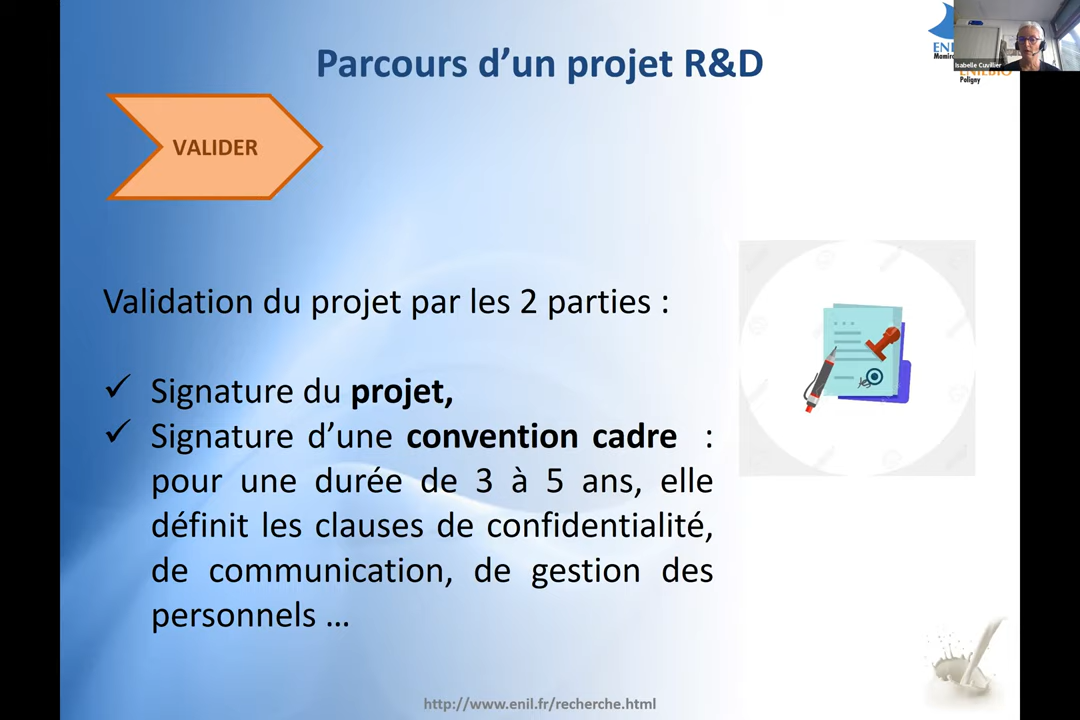 Parcours d’un projet R&D
Isabelle Cuvillier
Poligny
VALIDER
Validation du projet par les 2 parties :
✓ Signature du projet,
✓ Signature d’une convention cadre :
pour une durée de 3 à 5 ans, elle
définit les clauses de confidentialité,
de communication, de gestion des
personnels …
http://www.enil.fr/recherche.html